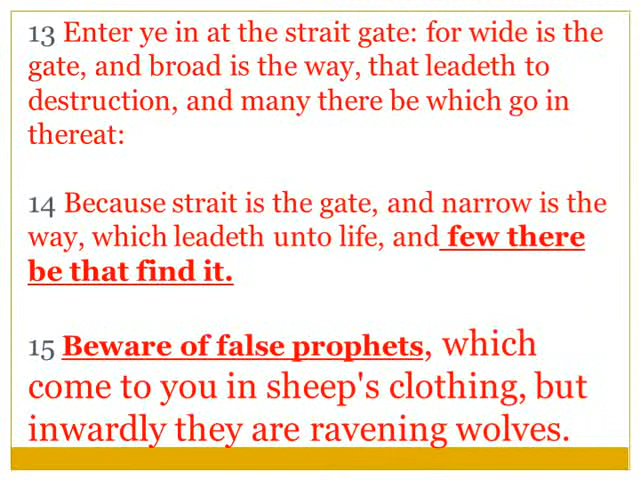 13 Enter ye in at the strait gate: for wide is the
gate, and broad is the way, that leadeth to
destruction, and many there be which go in
thereat:
14 Because strait is the gate, and narrow is the
way, which leadeth unto life, and few there
be that find it.
15 Beware of false prophets, which
come to you in sheep's clothing, but
inwardly they are ravening wolves.